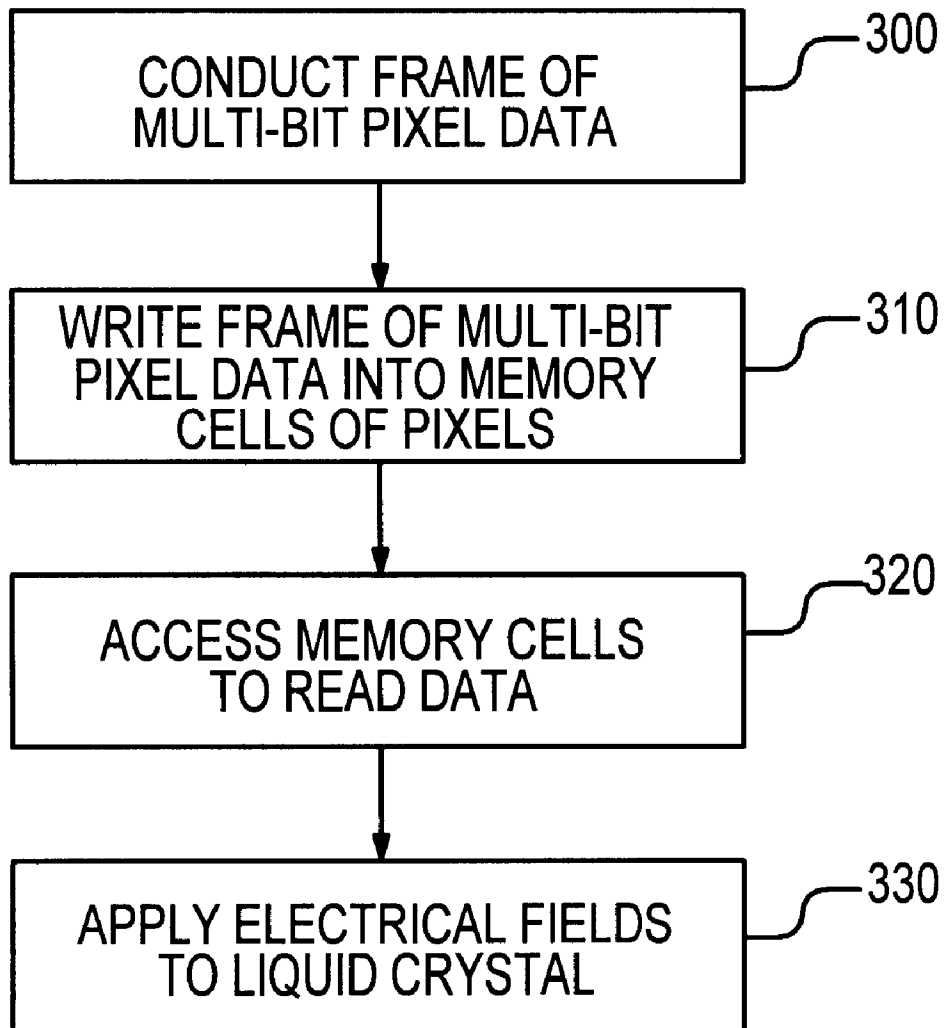 CONDUCT FRAME OF
MULTI-BIT PIXEL DATA
300
WRITE FRAME OF MULTI-BIT
PIXEL DATA INTO MEMORY
CELLS OF PIXELS
310
ACCESS MEMORY CELLS
TO READ DATA
320
APPLY ELECTRICAL FIELDS
TO LIQUID CRYSTAL
330